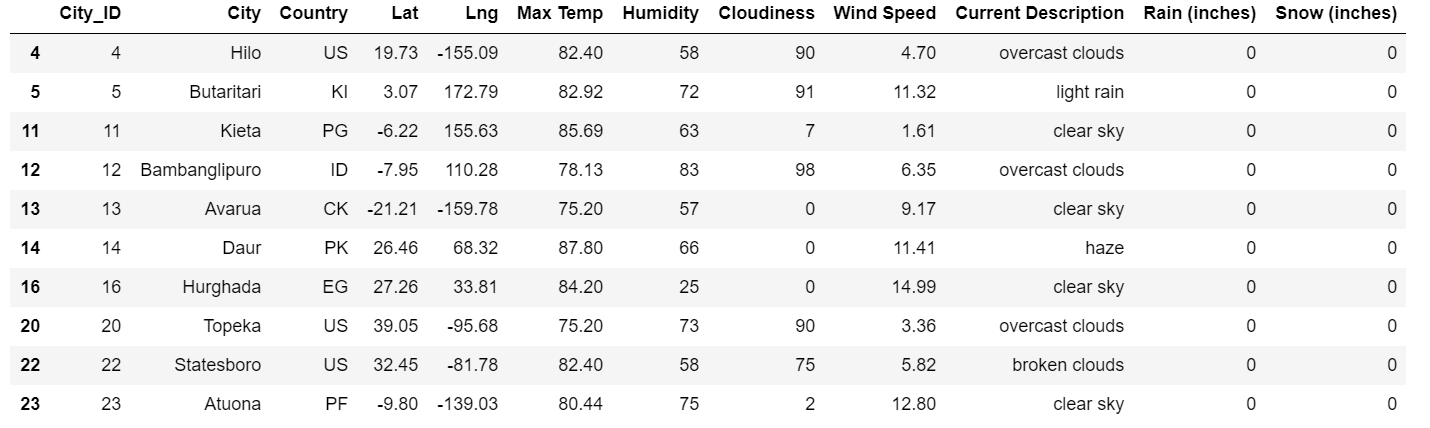 City_ID City Country Lat Lng Max Temp Humidity Cloudiness Wind Speed Current Description Rain (inches) Snow (inches)
4 4 Hilo US 19.73 -155.09 82.40 58 90 4.70 overcast clouds 0 0
5 5 Butaritari KI 3.07 172.79 82.92 72 91 11.32 light rain 0 0
11 11 Kieta PG -6.22 155.63 85.69 63 7 1.61 clear sky 0 0
12 12 Bambanglipuro ID -7.95 110.28 78.13 83 98 6.35 overcast clouds 0 0
13 13 Avarua CK -21.21 -159.78 75.20 57 0 9.17 clear sky 0 0
14 14 Daur PK 26.46 68.32 87.80 66 0 11.41 haze 0 0
16 16 Hurghada EG 27.26 33.81 84.20 25 0 14.99 clear sky 0 0
20 20 Topeka US 39.05 -95.68 75.20 73 90 3.36 overcast clouds 0 0
22 22 Statesboro US 32.45 -81.78 82.40 58 75 5.82 broken clouds 0 0
23 23 Atuona PF -9.80 -139.03 80.44 75 2 12.80 clear sky 0 0